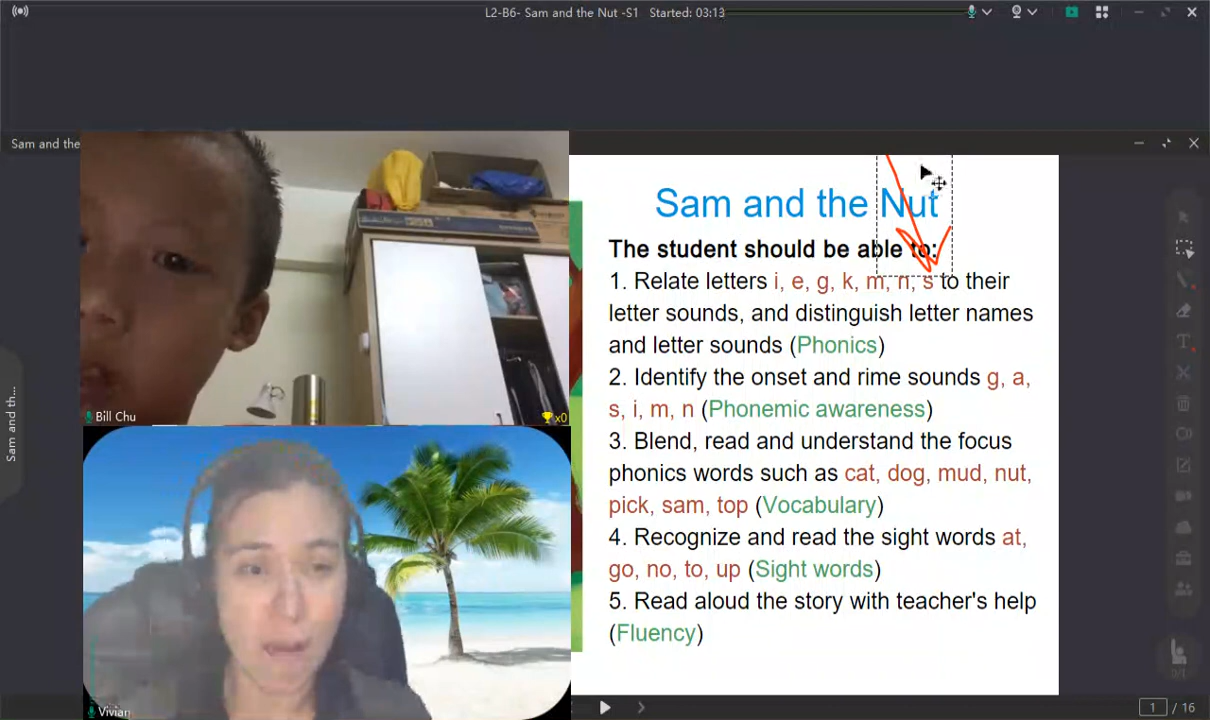 L2-B6- Sam and the Nut -S1 Started: 03:13
Sam and the
Sam and th...
Bill Chu
x0
Vivian
Sam and the Nut
The student should be able to:
1. Relate letters i, e, g, k, m, n, s to their
letter sounds, and distinguish letter names
and letter sounds (Phonics)
2. Identify the onset and rime sounds g, a,
s, i, m, n (Phonemic awareness)
3. Blend, read and understand the focus
phonics words such as cat, dog, mud, nut,
pick, sam, top (Vocabulary)
4. Recognize and read the sight words at,
go, no, to, up (Sight words)
5. Read aloud the story with teacher's help
(Fluency)
0/1
1 / 16